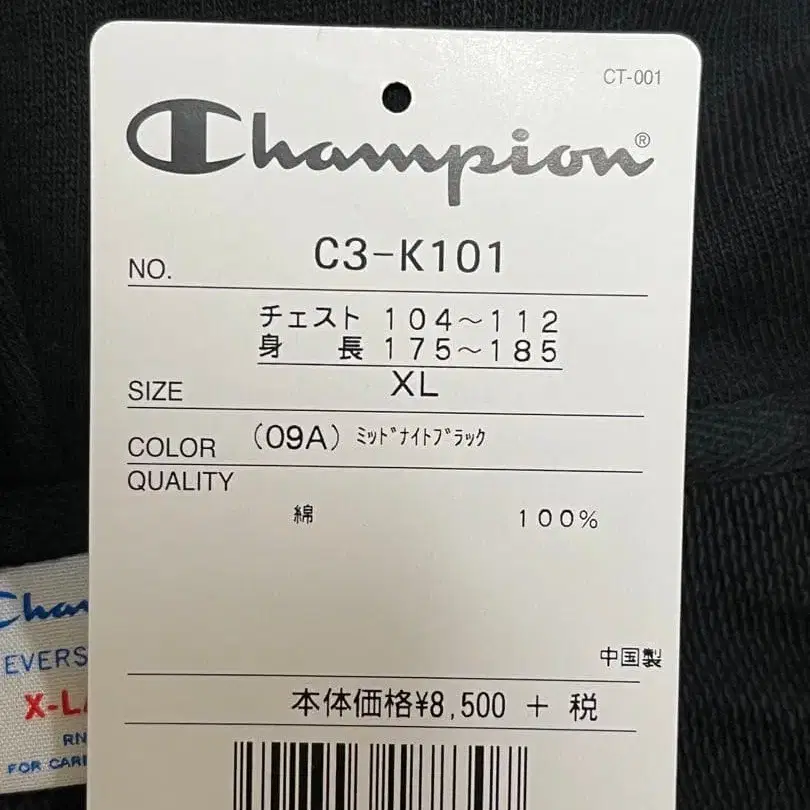 CT-001
Champion®
NO. C3-K101
チェスト 104～112
身 長 175～185
SIZE XL
COLOR (09A) ﾐｯﾄﾞﾅｲﾄﾌﾞﾗｯｸ
QUALITY
綿 100%
中国製
本体価格¥8,500 + 税
Cham
EVERS
X-LA
RN
FOR CARE